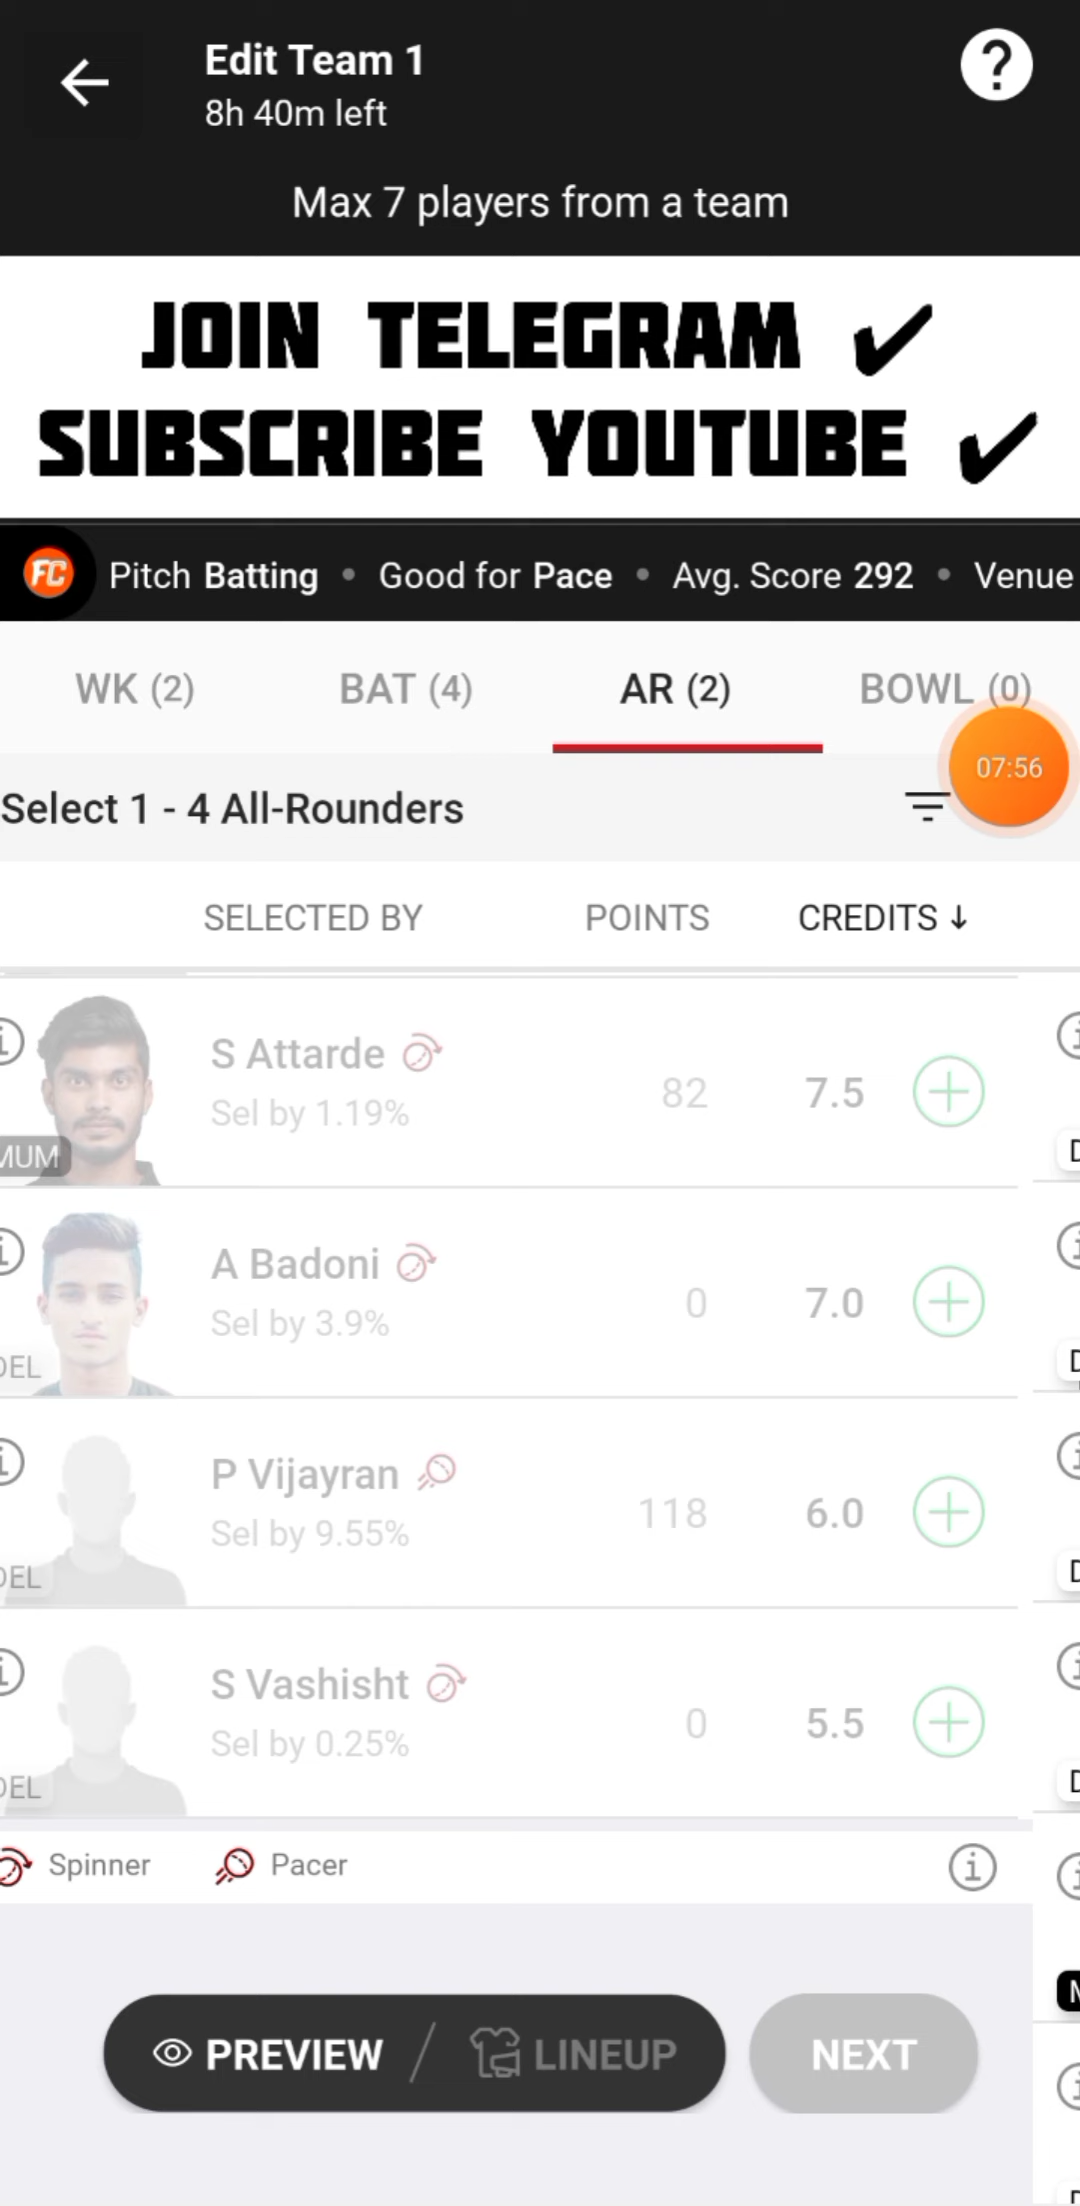 Edit Team 1
8h 40m left
Max 7 players from a team
JOIN TELEGRAM ✔
SUBSCRIBE YOUTUBE ✔
FC Pitch Batting • Good for Pace • Avg. Score 292 • Venue
WK (2) BAT (4) AR (2) BOWL (0)
07:56
Select 1 - 4 All-Rounders
SELECTED BY POINTS CREDITS ↓
S Attarde
82 7.5
Sel by 1.19%
MUM
A Badoni
0 7.0
Sel by 3.9%
DEL
P Vijayran
118 6.0
Sel by 9.55%
DEL
S Vashisht
0 5.5
Sel by 0.25%
DEL
Spinner Pacer
PREVIEW / LINEUP NEXT